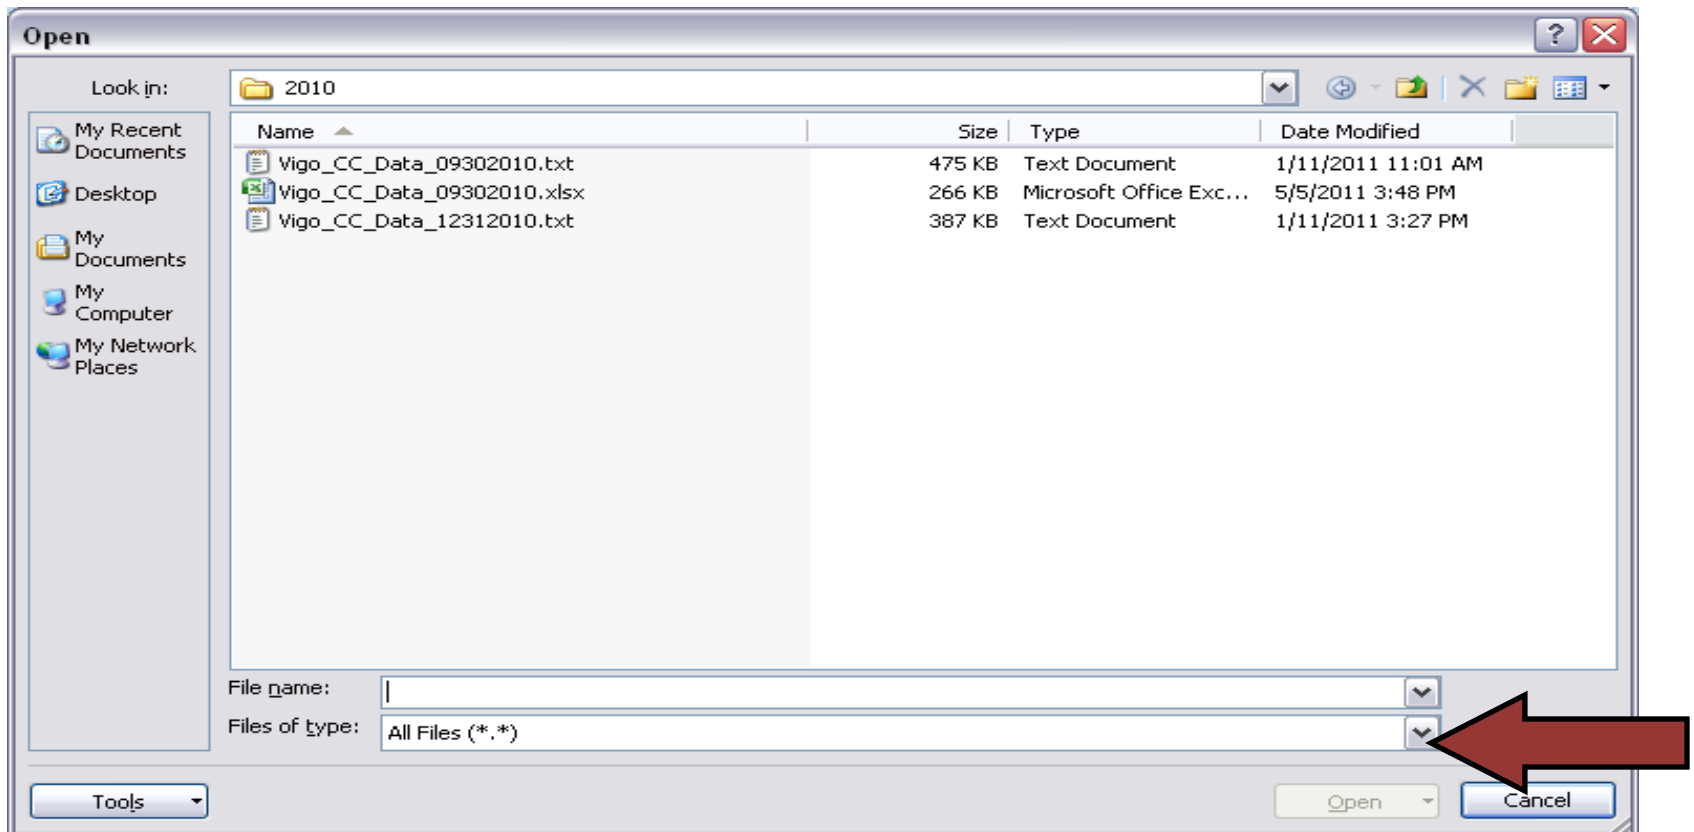 Open
?
Look in: 2010
Name Size Type Date Modified
Vigo_CC_Data_09302010.txt 475 KB Text Document 1/11/2011 11:01 AM
Vigo_CC_Data_09302010.xlsx 266 KB Microsoft Office Exc... 5/5/2011 3:48 PM
Vigo_CC_Data_12312010.txt 387 KB Text Document 1/11/2011 3:27 PM
My Recent
Documents
Desktop
My
Documents
My
Computer
My Network
Places
File name:
Files of type: All Files (*.*)
Tools Open Cancel